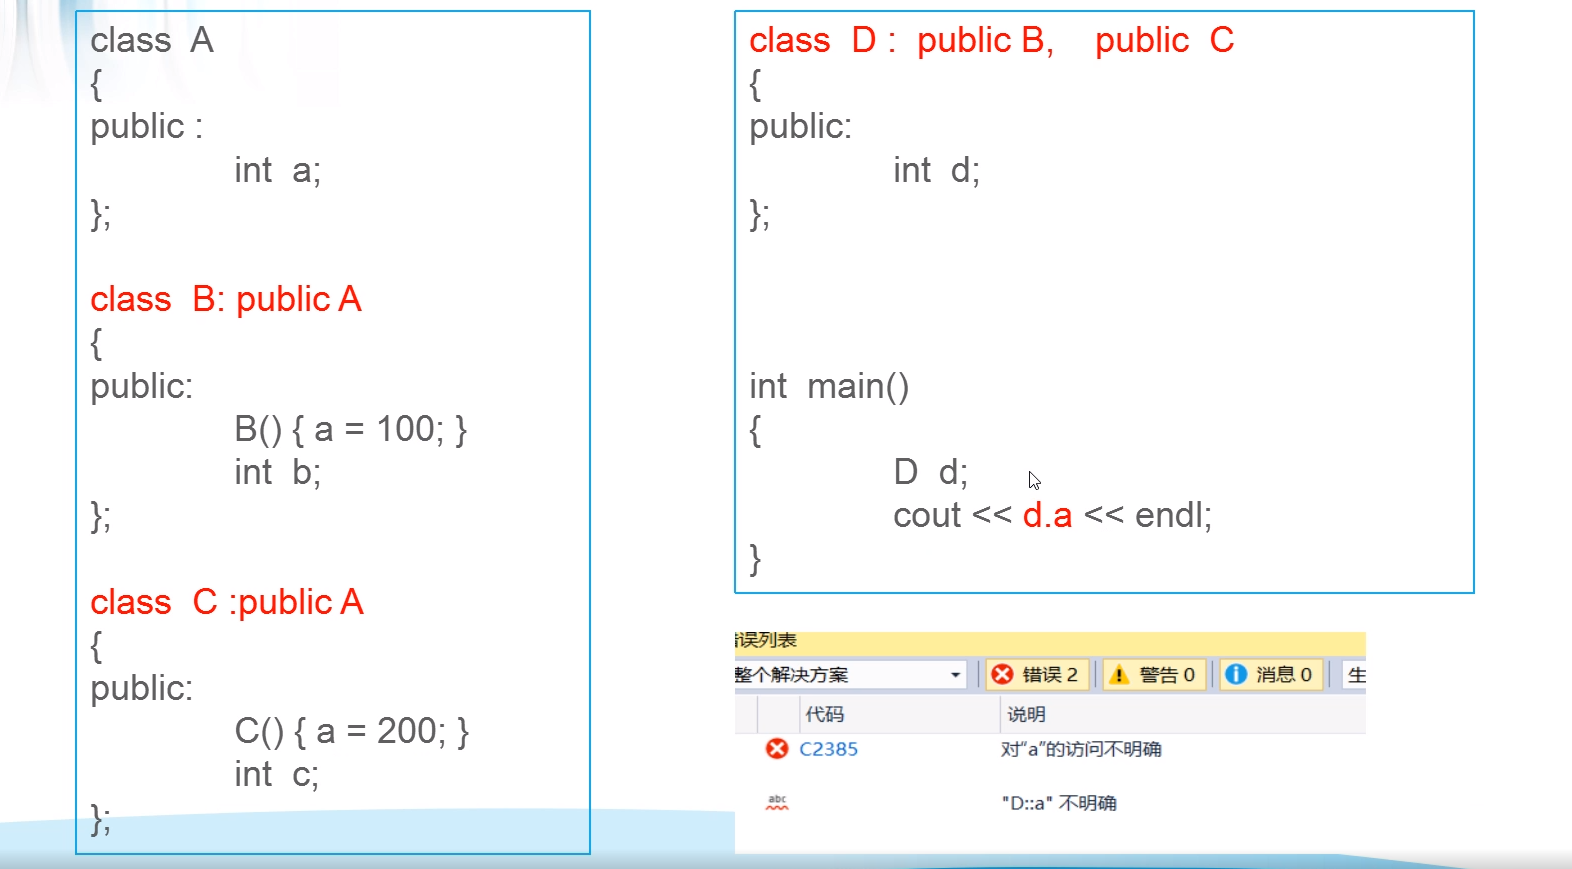 class A
{
public :
int a;
};
class B: public A
{
public:
B() { a = 100; }
int b;
};
class C :public A
{
public:
C() { a = 200; }
int c;
};
class D : public B, public C
{
public:
int d;
};
int main()
{
D d;
cout << d.a << endl;
}
错误列表
整个解决方案 错误 2 警告 0 消息 0 生
代码 说明
C2385 对"a"的访问不明确
abc "D::a" 不明确